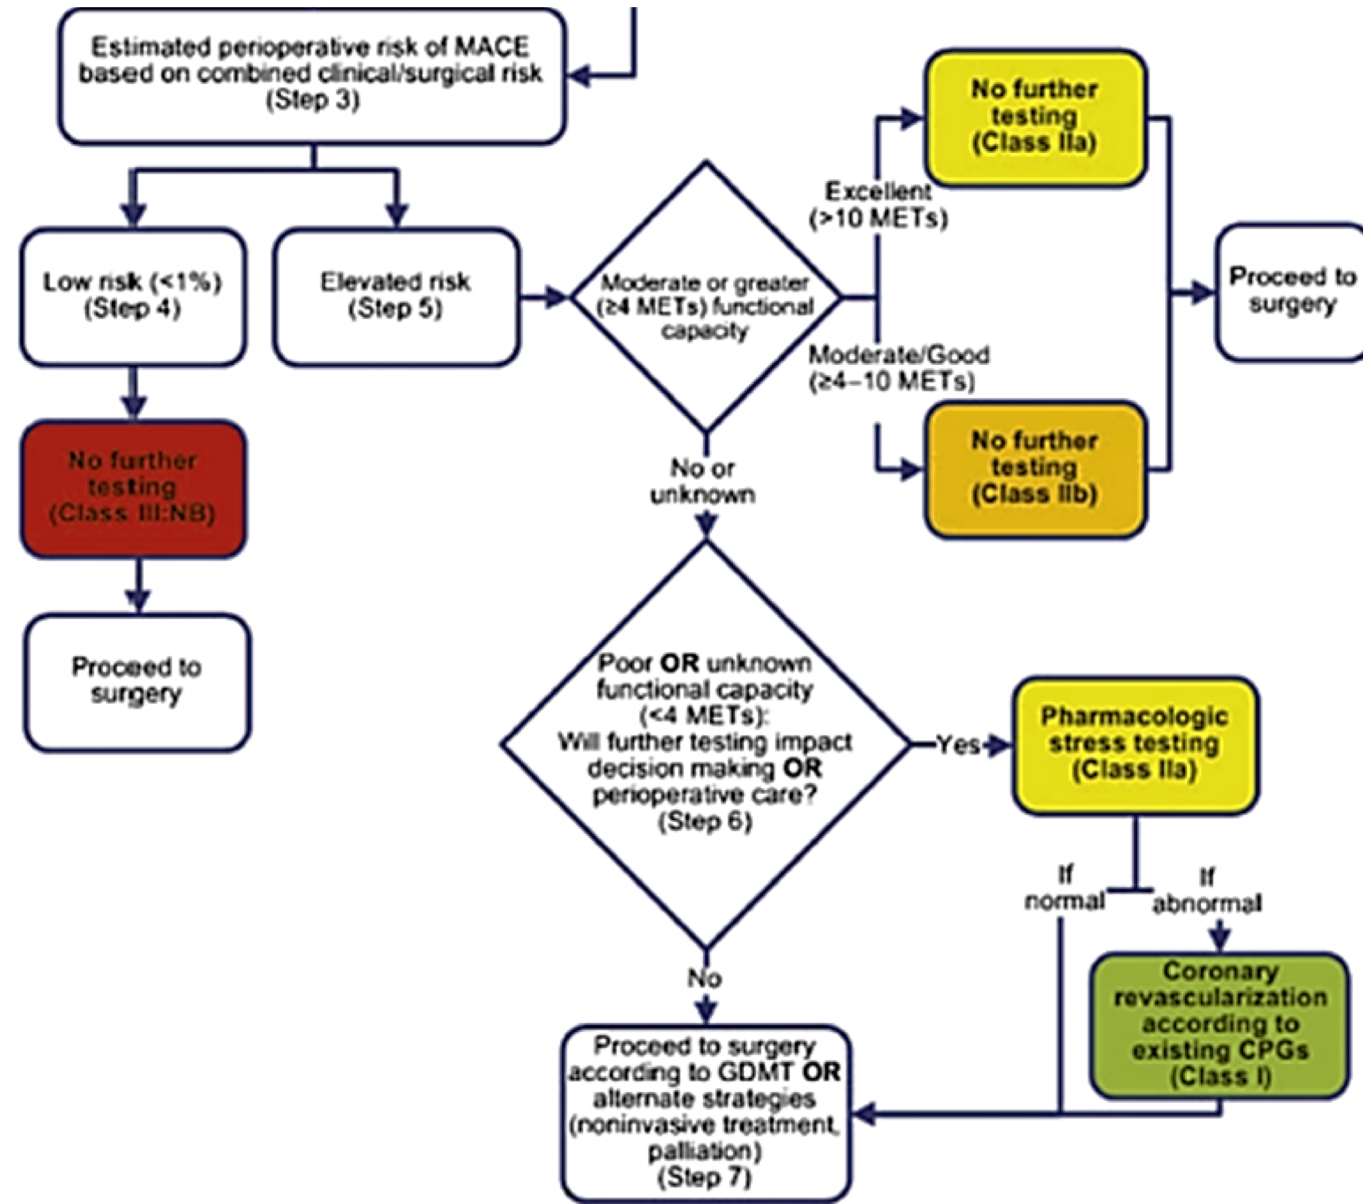 Estimated perioperative risk of MACE
based on combined clinical/surgical risk
(Step 3)
No further
testing
(Class IIa)
Excellent
(>10 METs)
Low risk (<1%)
(Step 4)
Elevated risk
(Step 5)
Moderate or greater
(≥4 METs) functional
capacity
Proceed to
surgery
Moderate/Good
(≥4–10 METs)
No further
testing
(Class III:NB)
No or
unknown
No further
testing
(Class IIb)
Proceed to
surgery
Poor OR unknown
functional capacity
(<4 METs):
Will further testing impact
decision making OR
perioperative care?
(Step 6)
Yes
Pharmacologic
stress testing
(Class IIa)
If
normal
If
abnormal
No
Coronary
revascularization
according to
existing CPGs
(Class I)
Proceed to surgery
according to GDMT OR
alternate strategies
(noninvasive treatment,
palliation)
(Step 7)